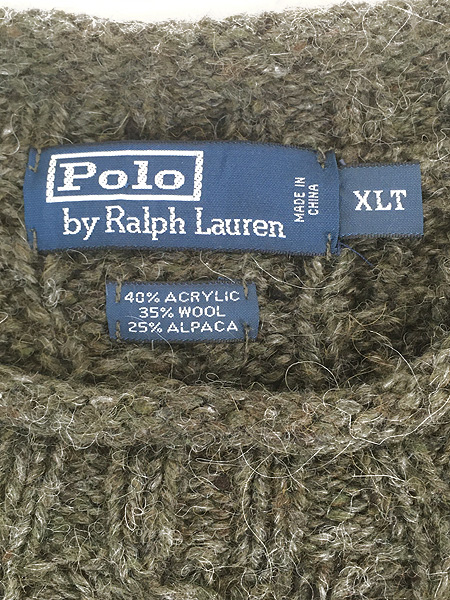 Polo
by Ralph Lauren
MADE IN
CHINA
XLT
40% ACRYLIC
35% WOOL
25% ALPACA